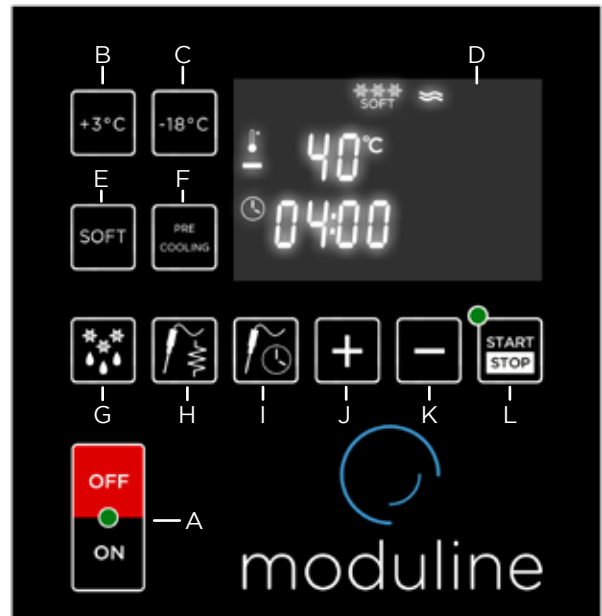 B
C
D
+3°C
-18°C
SOFT
40°C
E
F
04:00
SOFT
PRE
COOLING
START
STOP
G
H
I
J
K
L
OFF
A
ON
moduline